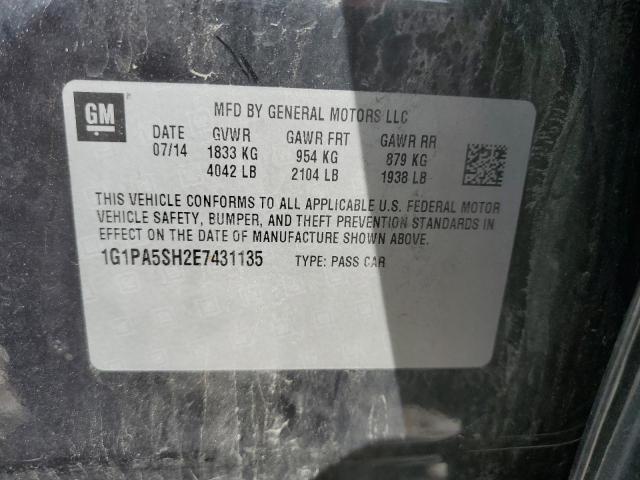 GM
MFD BY GENERAL MOTORS LLC
DATE GVWR GAWR FRT GAWR RR
07/14 1833 KG 954 KG 879 KG
4042 LB 2104 LB 1938 LB
THIS VEHICLE CONFORMS TO ALL APPLICABLE U.S. FEDERAL MOTOR
VEHICLE SAFETY, BUMPER, AND THEFT PREVENTION STANDARDS IN
EFFECT ON THE DATE OF MANUFACTURE SHOWN ABOVE.
1G1PA5SH2E7431135 TYPE: PASS CAR